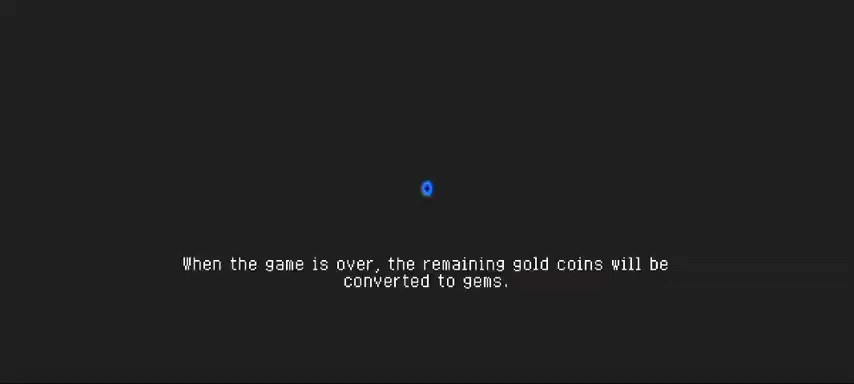 When the game is over, the remaining gold coins will be
converted to gems.